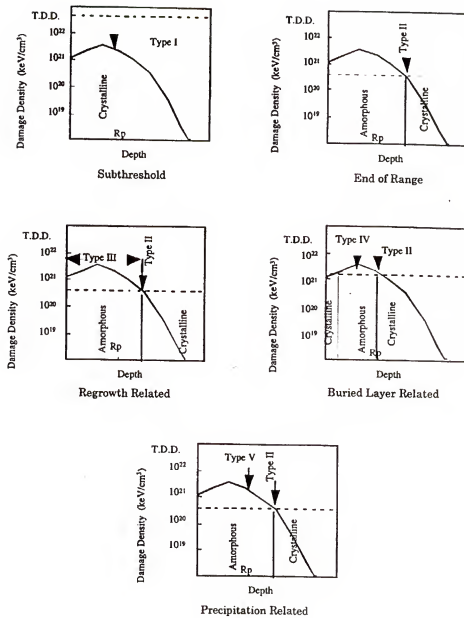 T.D.D.
10²²
10²¹
10²⁰
10¹⁹
Damage Density (keV/cm³)
Type I
Crystalline
Rp
Depth
Subthreshold
T.D.D.
10²²
10²¹
10²⁰
10¹⁹
Damage Density (keV/cm³)
Type II
Amorphous
Crystalline
Rp
Depth
End of Range
T.D.D.
10²²
10²¹
10²⁰
10¹⁹
Damage Density (keV/cm³)
Type III
Type II
Amorphous
Rp
Crystalline
Depth
Regrowth Related
T.D.D.
10²²
10²¹
10²⁰
10¹⁹
Damage Density (keV/cm³)
Type IV
Type II
Crystalline
Amorphous
Rp
Crystalline
Depth
Buried Layer Related
T.D.D.
10²²
10²¹
10²⁰
10¹⁹
Damage Density (keV/cm³)
Type V
Type II
Amorphous
Rp
Crystalline
Depth
Precipitation Related